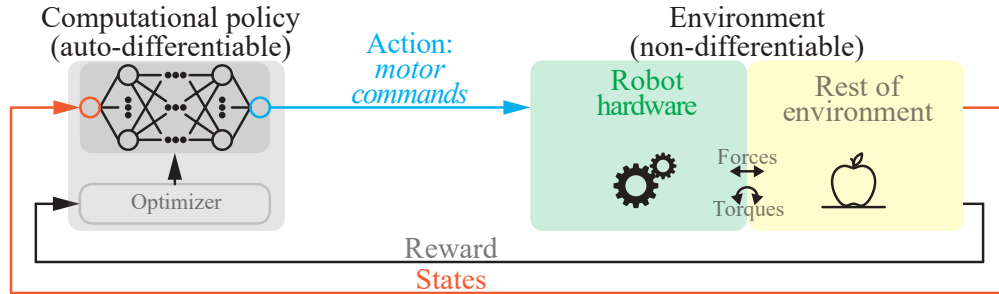 Computational policy
(auto-differentiable)
Action:
motor
commands
Environment
(non-differentiable)
Robot
hardware
Rest of
environment
Forces
Torques
Optimizer
Reward
States